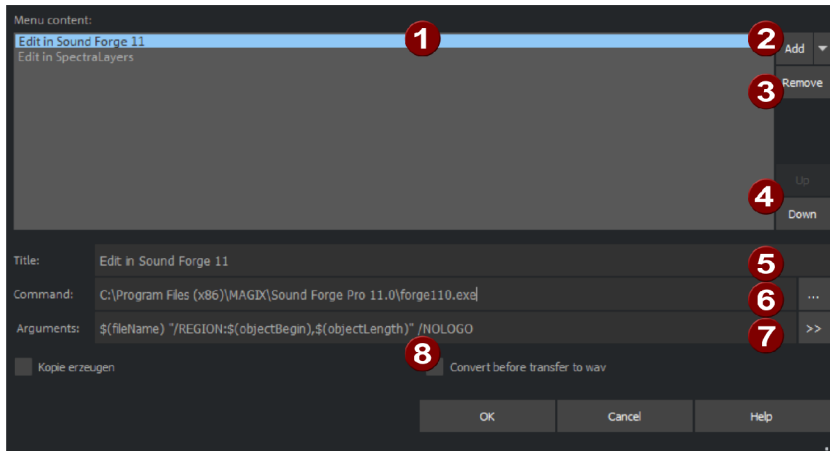 Menu content:
Edit in Sound Forge 11
1
2
Add
Edit in SpectraLayers
3
Remove
Up
4
Down
Title:
Edit in Sound Forge 11
5
Command:
C:\Program Files (x86)\MAGIX\Sound Forge Pro 11.0\forge110.exe
6
...
Arguments:
$(fileName) "/REGION:$(objectBegin),$(objectLength)" /NOLOGO
7
>>
8
Kopie erzeugen
Convert before transfer to wav
OK
Cancel
Help